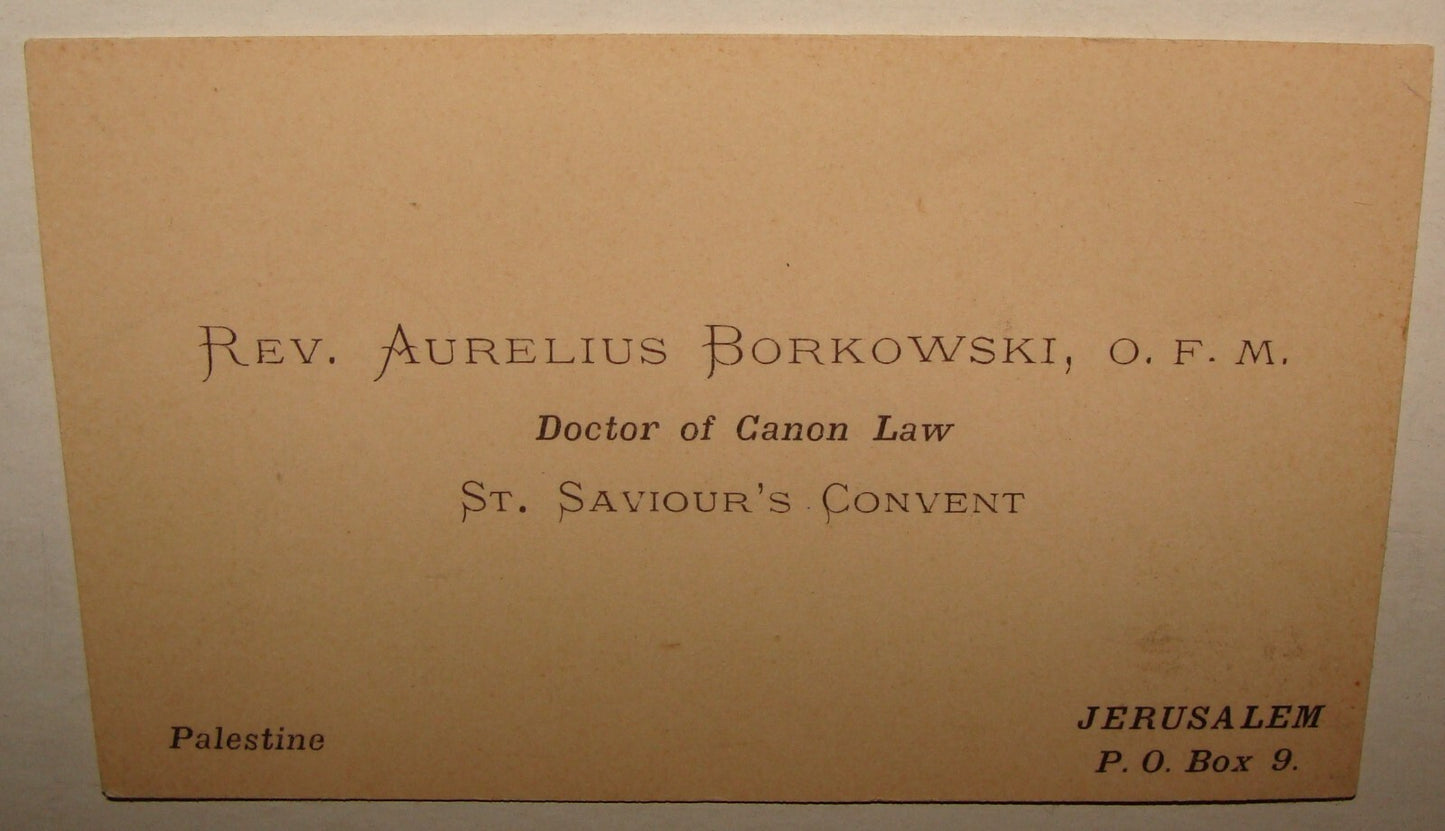 Rev. Aurelius Borkowski, O. F. M.
Doctor of Canon Law
St. Saviour's Convent
Palestine
JERUSALEM
P. O. Box 9.